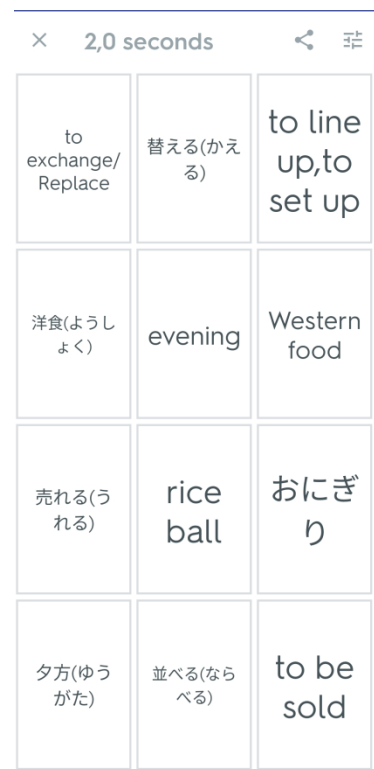 2,0 seconds
to
exchange/
Replace
替える(かえ
る)
to line
up,to
set up
洋食(ようし
ょく)
evening
Western
food
売れる(う
れる)
rice
ball
おにぎ
り
夕方(ゆう
がた)
並べる(なら
べる)
to be
sold